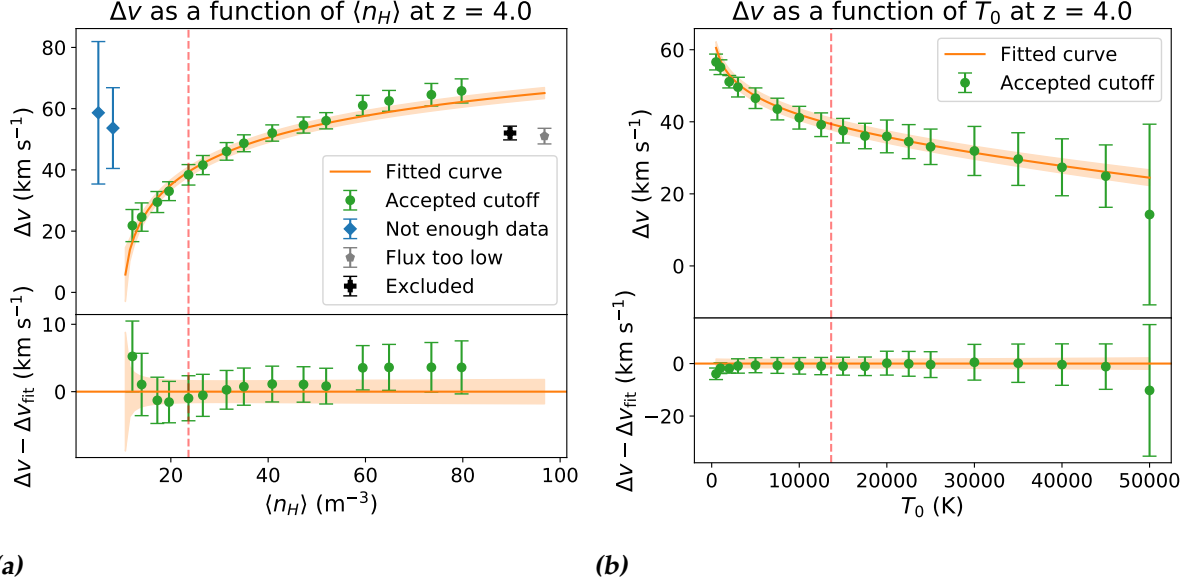 Δv as a function of ⟨n_H⟩ at z = 4.0
80
60
40
20
0
Δv (km s⁻¹)
Fitted curve
Accepted cutoff
Not enough data
Flux too low
Excluded
10
0
Δv − Δv_fit (km s⁻¹)
20 40 60 80 100
⟨n_H⟩ (m⁻³)
(a)
Δv as a function of T₀ at z = 4.0
60
40
20
0
Δv (km s⁻¹)
Fitted curve
Accepted cutoff
0
−20
Δv − Δv_fit (km s⁻¹)
0 10000 20000 30000 40000 50000
T₀ (K)
(b)